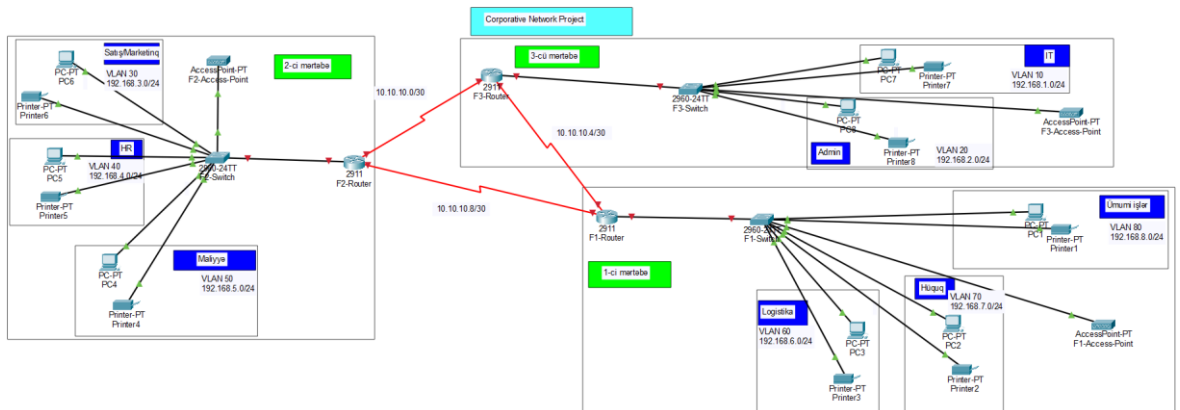 Corporative Network Project
Satış/Marketinq
PC-PT
PC6
VLAN 30
192.168.3.0/24
Printer-PT
Printer6
AccessPoint-PT
F2-Access-Point
2-ci mərtəbə
HR
VLAN 40
192.168.4.0/24
PC-PT
PC5
Printer-PT
Printer5
2960-24TT
F2-Switch
2911
F2-Router
Maliyyə
VLAN 50
192.168.5.0/24
PC-PT
PC4
Printer-PT
Printer4
10.10.10.0/30
10.10.10.4/30
10.10.10.8/30
3-cü mərtəbə
2911
F3-Router
2960-24TT
F3-Switch
IT
VLAN 10
192.168.1.0/24
PC-PT
PC7
Printer-PT
Printer7
AccessPoint-PT
F3-Access-Point
PC-PT
PC8
Admin
Printer-PT
Printer8
VLAN 20
192.168.2.0/24
2911
F1-Router
2960-24TT
F1-Switch
1-ci mərtəbə
Ümumi işlər
VLAN 80
192.168.8.0/24
PC-PT
PC1
Printer-PT
Printer1
Hüquq
VLAN 70
192.168.7.0/24
PC-PT
PC2
Printer-PT
Printer2
Logistika
VLAN 60
192.168.6.0/24
PC-PT
PC3
Printer-PT
Printer3
AccessPoint-PT
F1-Access-Point